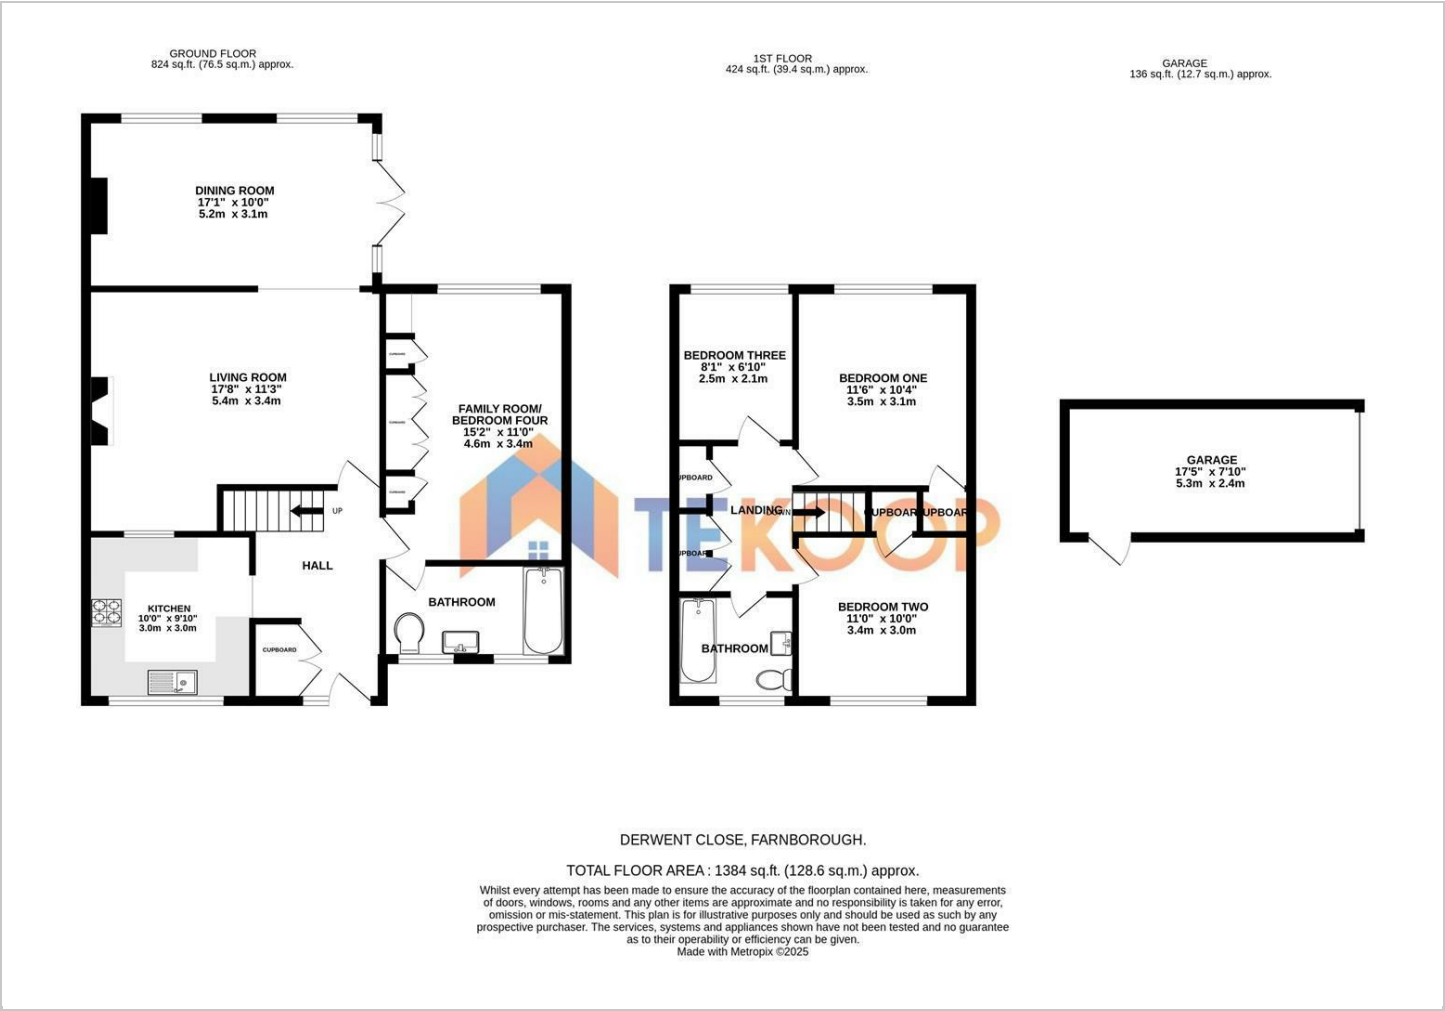 GROUND FLOOR
824 sq.ft. (76.5 sq.m.) approx.
1ST FLOOR
424 sq.ft. (39.4 sq.m.) approx.
GARAGE
136 sq.ft. (12.7 sq.m.) approx.
DINING ROOM
17'1" x 10'0"
5.2m x 3.1m
LIVING ROOM
17'8" x 11'3"
5.4m x 3.4m
UP
HALL
KITCHEN
10'0" x 9'10"
3.0m x 3.0m
CUPBOARD
CUPBOARD
CUPBOARD
CUPBOARD
FAMILY ROOM/
BEDROOM FOUR
15'2" x 11'0"
4.6m x 3.4m
BATHROOM
BEDROOM THREE
8'1" x 6'10"
2.5m x 2.1m
BEDROOM ONE
11'6" x 10'4"
3.5m x 3.1m
UPBOARD
LANDING
DOWN
UPBOARD
UPBOAR
UPBOAR
BEDROOM TWO
11'0" x 10'0"
3.4m x 3.0m
BATHROOM
GARAGE
17'5" x 7'10"
5.3m x 2.4m
TEKOOP
DERWENT CLOSE, FARNBOROUGH.
TOTAL FLOOR AREA : 1384 sq.ft. (128.6 sq.m.) approx.
Whilst every attempt has been made to ensure the accuracy of the floorplan contained here, measurements
of doors, windows, rooms and any other items are approximate and no responsibility is taken for any error,
omission or mis-statement. This plan is for illustrative purposes only and should be used as such by any
prospective purchaser. The services, systems and appliances shown have not been tested and no guarantee
as to their operability or efficiency can be given.
Made with Metropix ©2025